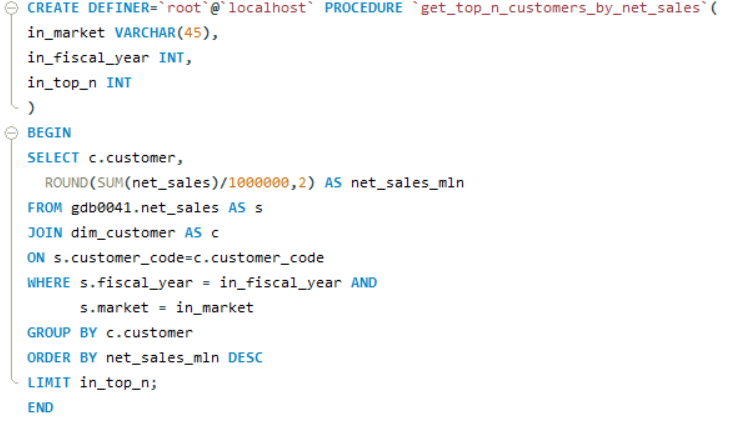 CREATE DEFINER=`root`@`localhost` PROCEDURE `get_top_n_customers_by_net_sales`(
in_market VARCHAR(45),
in_fiscal_year INT,
in_top_n INT
)
BEGIN
SELECT c.customer,
ROUND(SUM(net_sales)/1000000,2) AS net_sales_mln
FROM gdb0041.net_sales AS s
JOIN dim_customer AS c
ON s.customer_code=c.customer_code
WHERE s.fiscal_year = in_fiscal_year AND
s.market = in_market
GROUP BY c.customer
ORDER BY net_sales_mln DESC
LIMIT in_top_n;
END